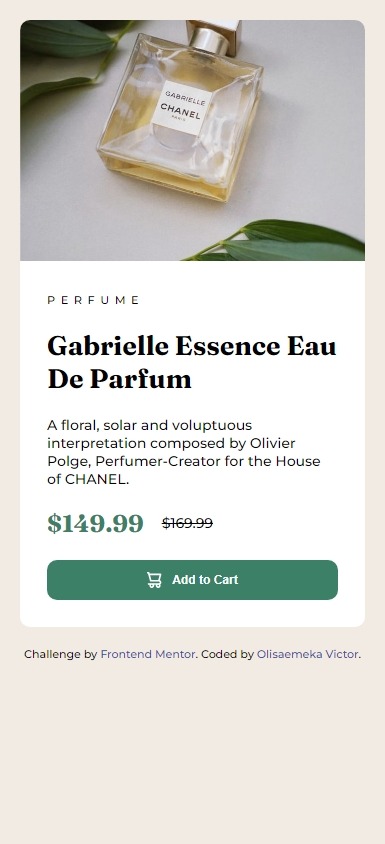 GABRIELLE
CHANEL
PARIS
PERFUME
Gabrielle Essence Eau
De Parfum
A floral, solar and voluptuous
interpretation composed by Olivier
Polge, Perfumer-Creator for the House
of CHANEL.
$149.99 $169.99
Add to Cart
Challenge by Frontend Mentor. Coded by Olisaemeka Victor.